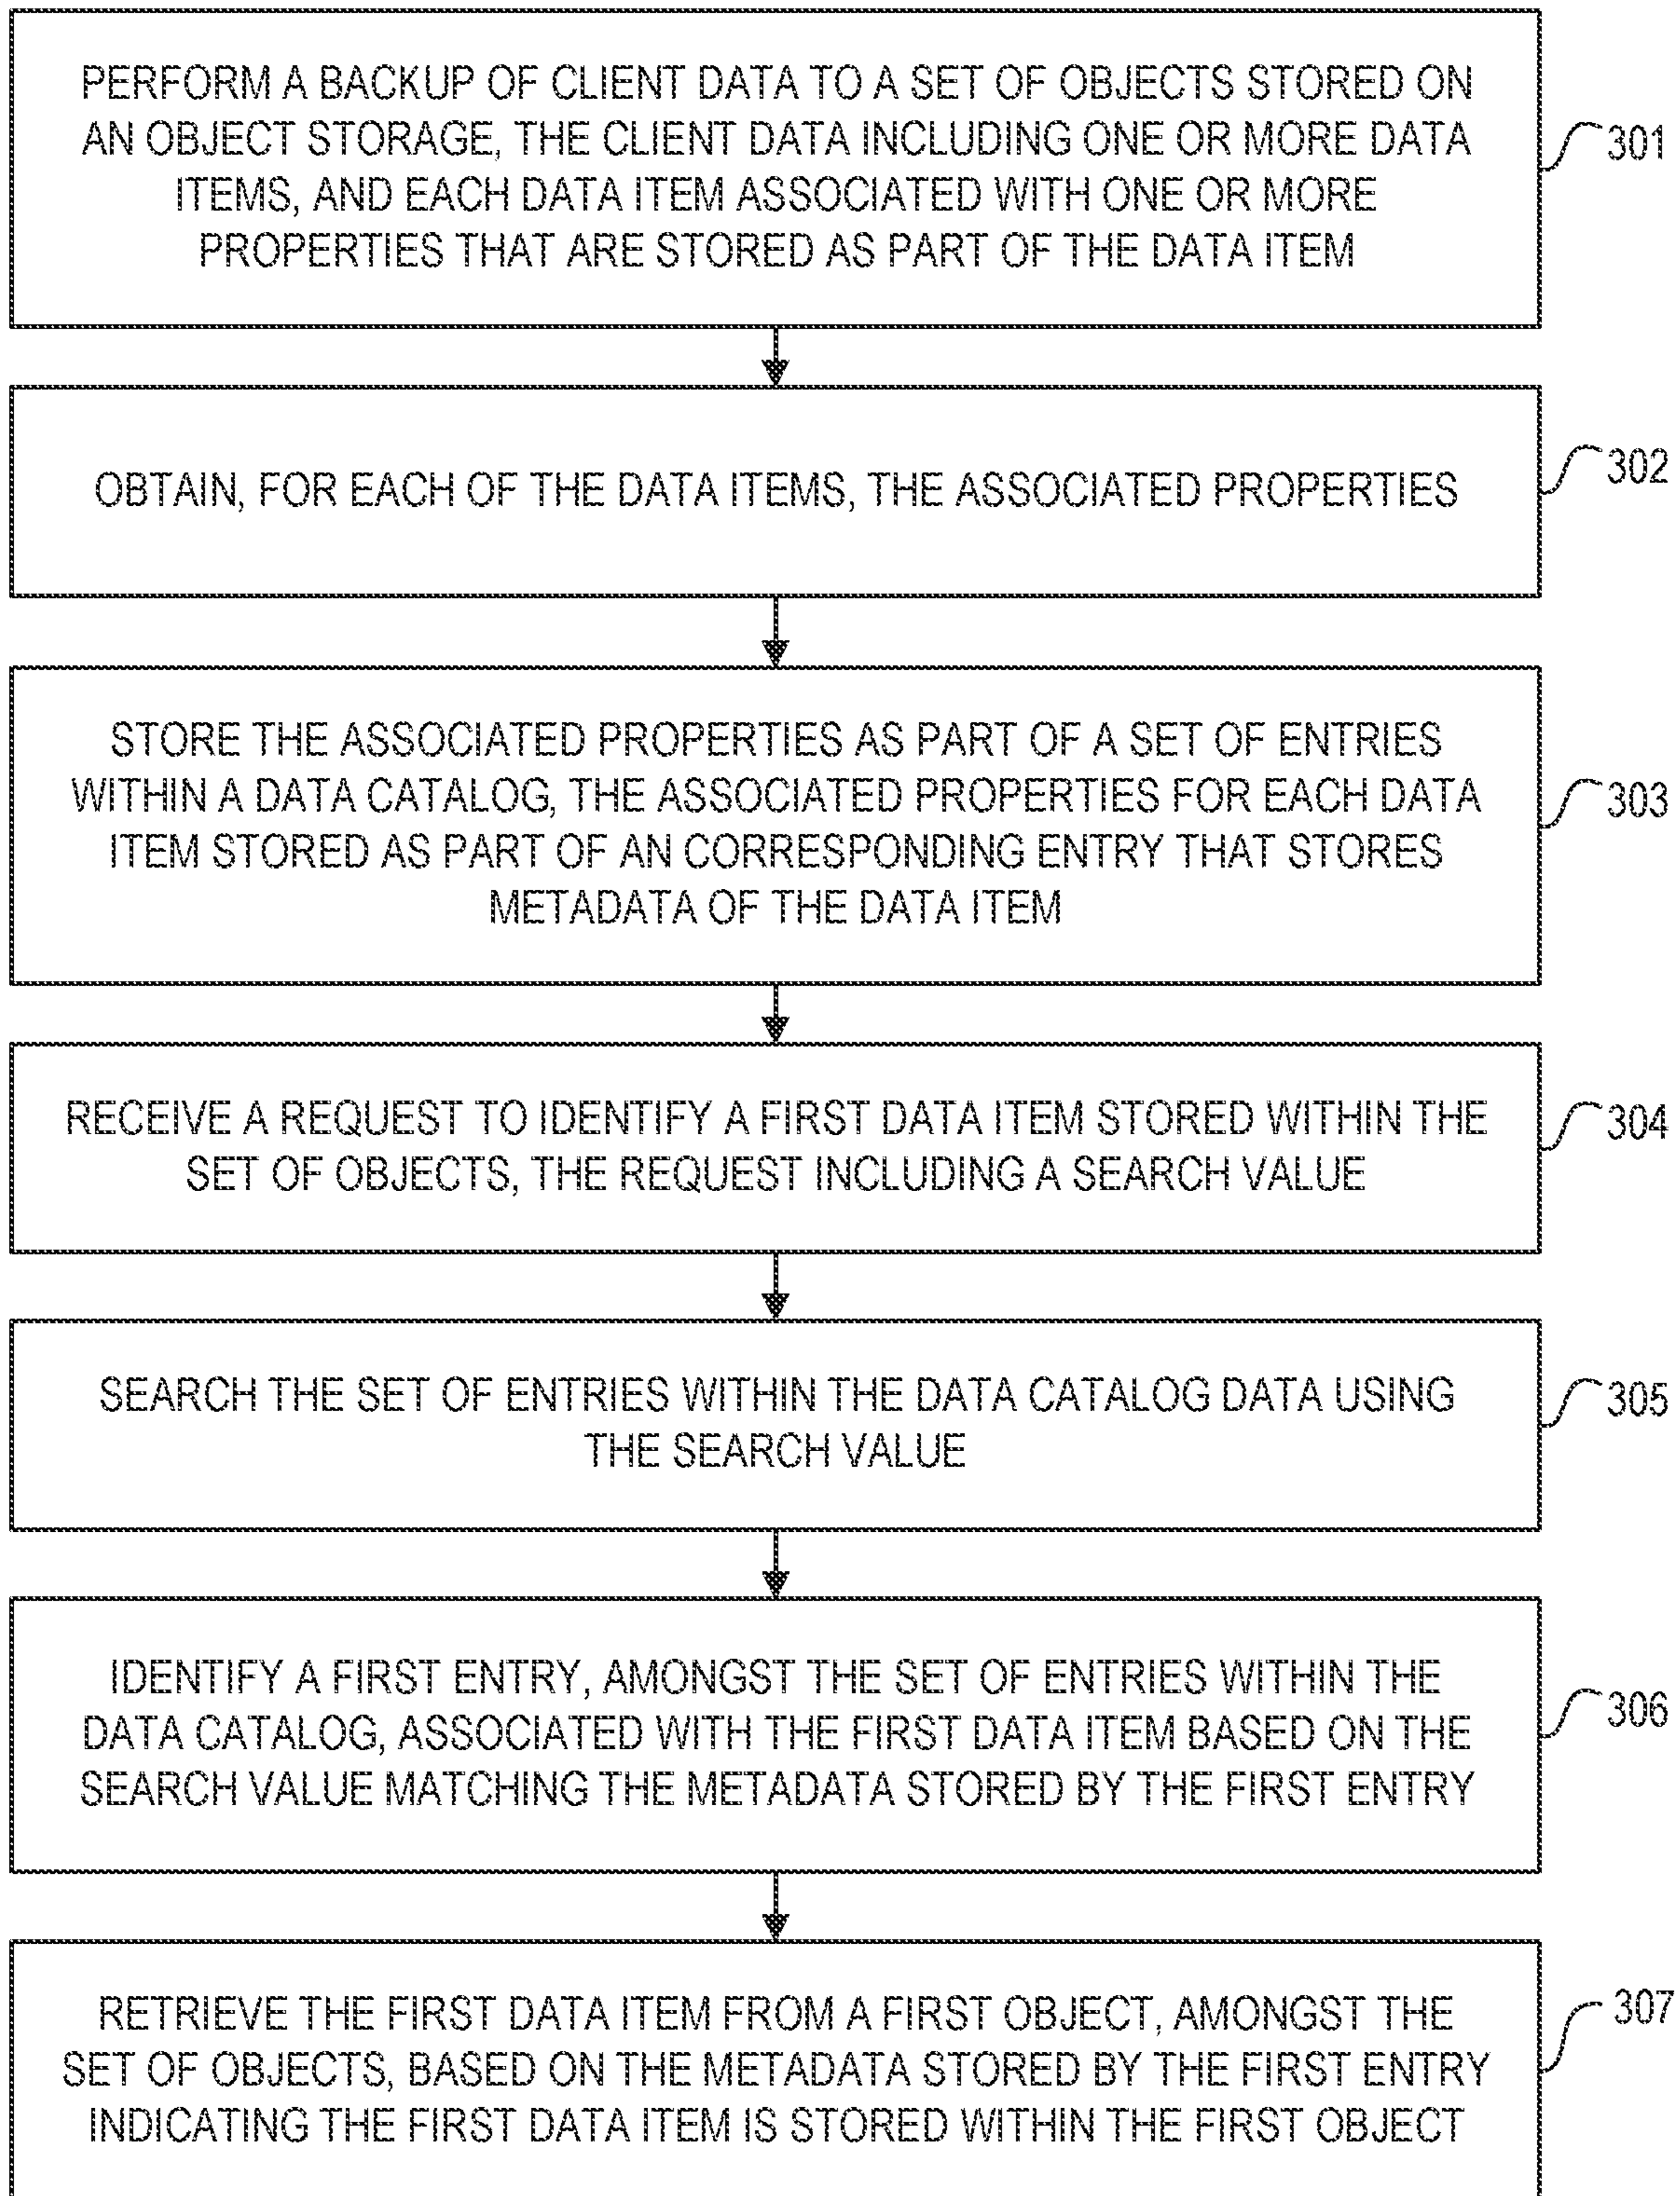 PERFORM A BACKUP OF CLIENT DATA TO A SET OF OBJECTS STORED ON
AN OBJECT STORAGE, THE CLIENT DATA INCLUDING ONE OR MORE DATA
ITEMS, AND EACH DATA ITEM ASSOCIATED WITH ONE OR MORE
PROPERTIES THAT ARE STORED AS PART OF THE DATA ITEM
301
OBTAIN, FOR EACH OF THE DATA ITEMS, THE ASSOCIATED PROPERTIES
302
STORE THE ASSOCIATED PROPERTIES AS PART OF A SET OF ENTRIES
WITHIN A DATA CATALOG, THE ASSOCIATED PROPERTIES FOR EACH DATA
ITEM STORED AS PART OF AN CORRESPONDING ENTRY THAT STORES
METADATA OF THE DATA ITEM
303
RECEIVE A REQUEST TO IDENTIFY A FIRST DATA ITEM STORED WITHIN THE
SET OF OBJECTS, THE REQUEST INCLUDING A SEARCH VALUE
304
SEARCH THE SET OF ENTRIES WITHIN THE DATA CATALOG DATA USING
THE SEARCH VALUE
305
IDENTIFY A FIRST ENTRY, AMONGST THE SET OF ENTRIES WITHIN THE
DATA CATALOG, ASSOCIATED WITH THE FIRST DATA ITEM BASED ON THE
SEARCH VALUE MATCHING THE METADATA STORED BY THE FIRST ENTRY
306
RETRIEVE THE FIRST DATA ITEM FROM A FIRST OBJECT, AMONGST THE
SET OF OBJECTS, BASED ON THE METADATA STORED BY THE FIRST ENTRY
INDICATING THE FIRST DATA ITEM IS STORED WITHIN THE FIRST OBJECT
307